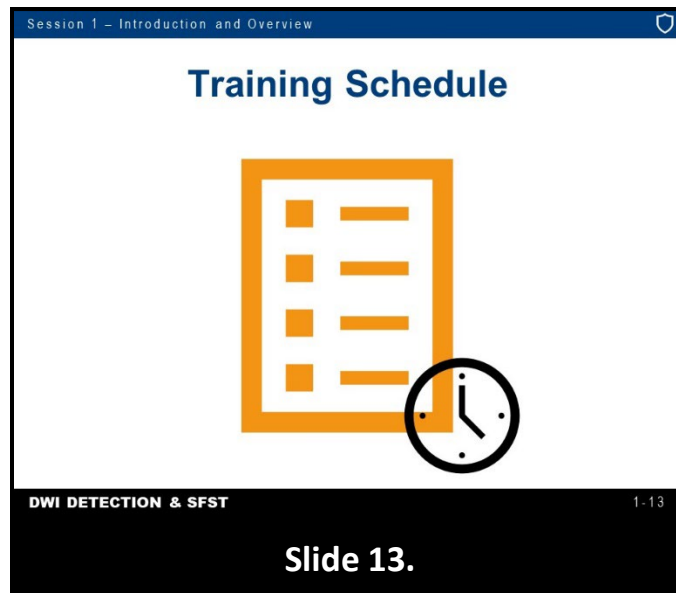 Session 1 – Introduction and Overview
Training Schedule
DWI DETECTION & SFST
1-13
Slide 13.